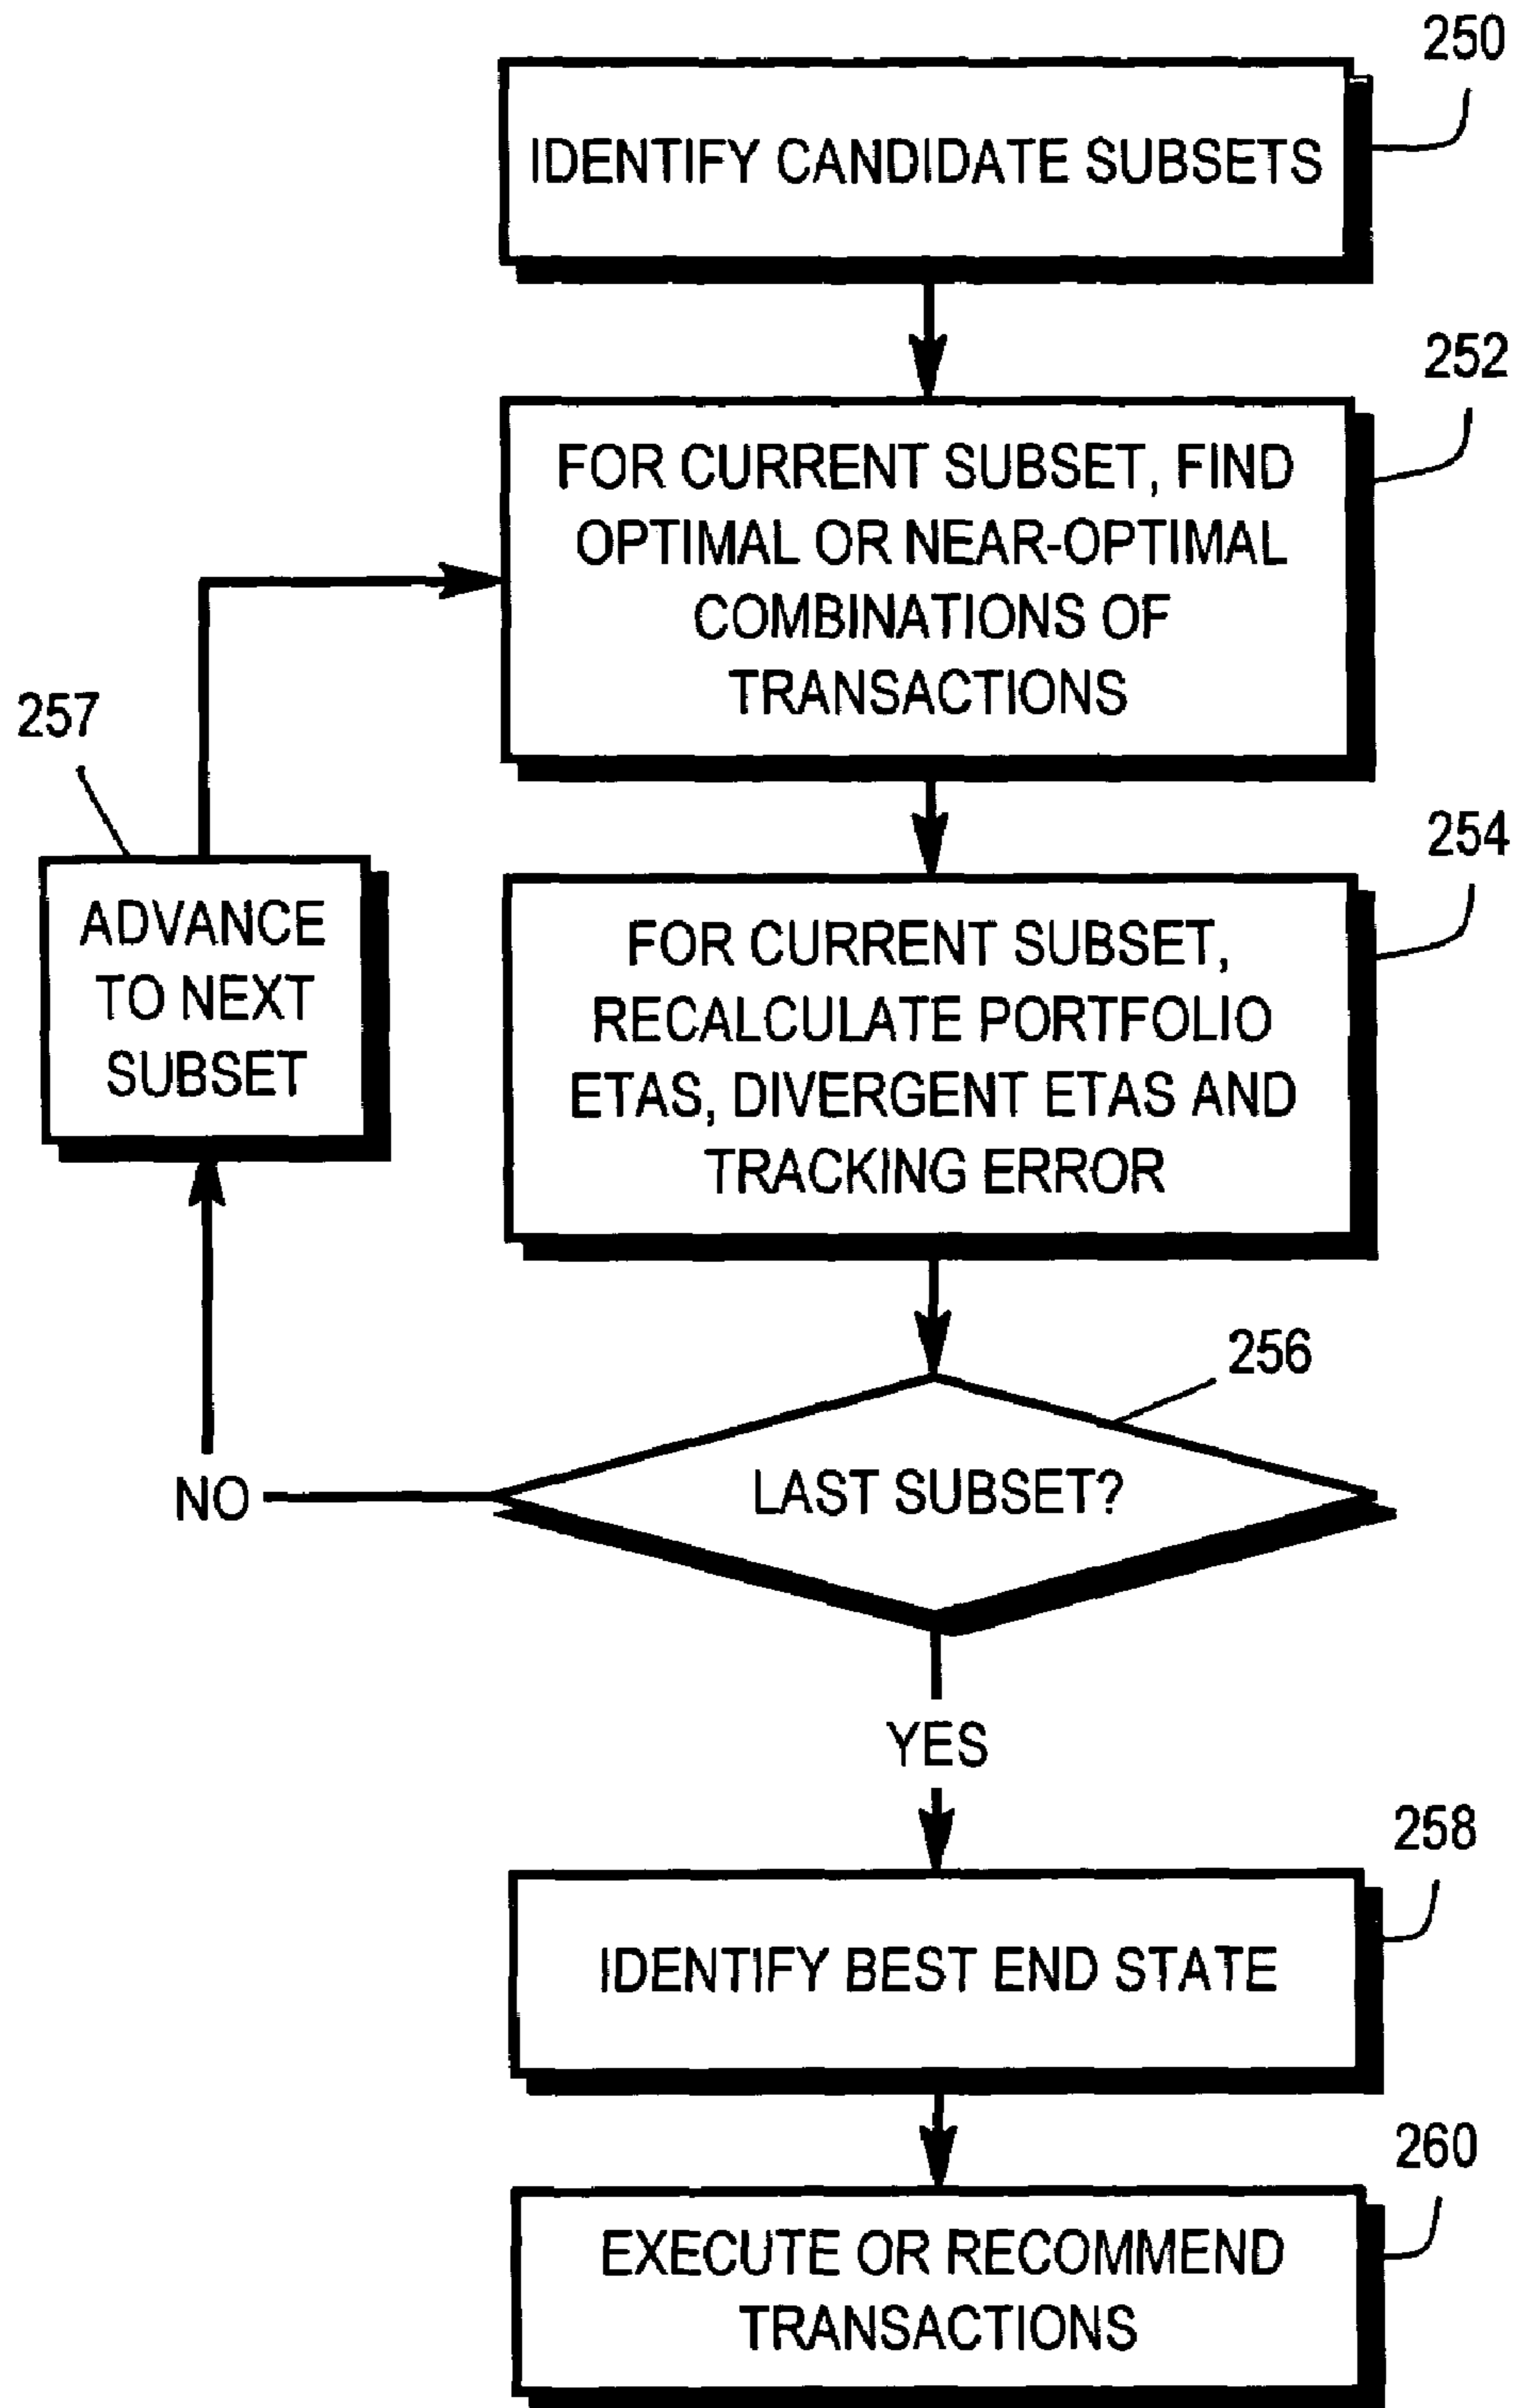 250
IDENTIFY CANDIDATE SUBSETS
252
FOR CURRENT SUBSET, FIND
OPTIMAL OR NEAR-OPTIMAL
COMBINATIONS OF
TRANSACTIONS
257
ADVANCE
TO NEXT
SUBSET
254
FOR CURRENT SUBSET,
RECALCULATE PORTFOLIO
ETAS, DIVERGENT ETAS AND
TRACKING ERROR
256
LAST SUBSET?
NO
YES
258
IDENTIFY BEST END STATE
260
EXECUTE OR RECOMMEND
TRANSACTIONS